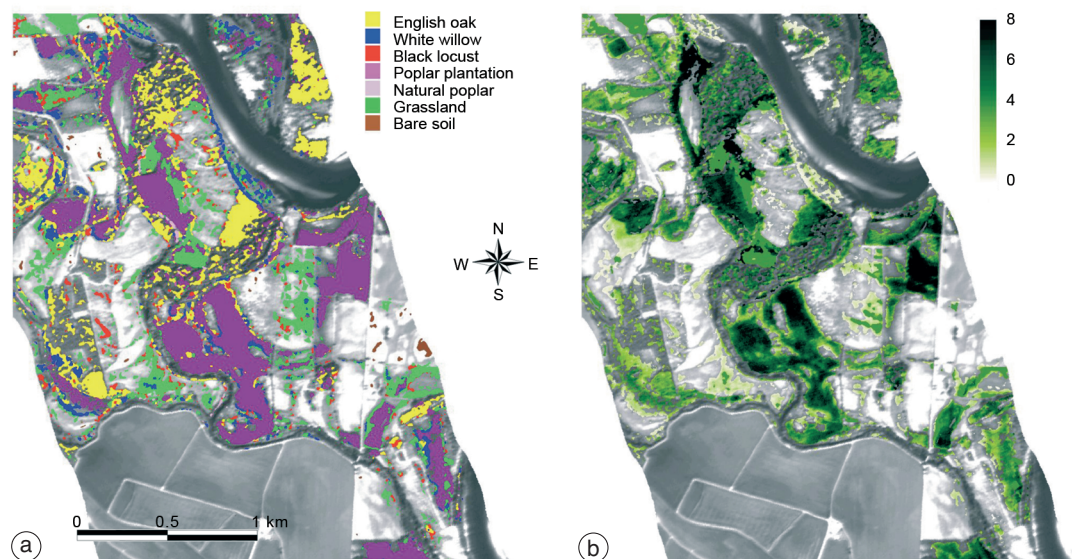 English oak
White willow
Black locust
Poplar plantation
Natural poplar
Grassland
Bare soil
8
6
4
2
0
N
W E
S
0 0.5 1 km
a
b